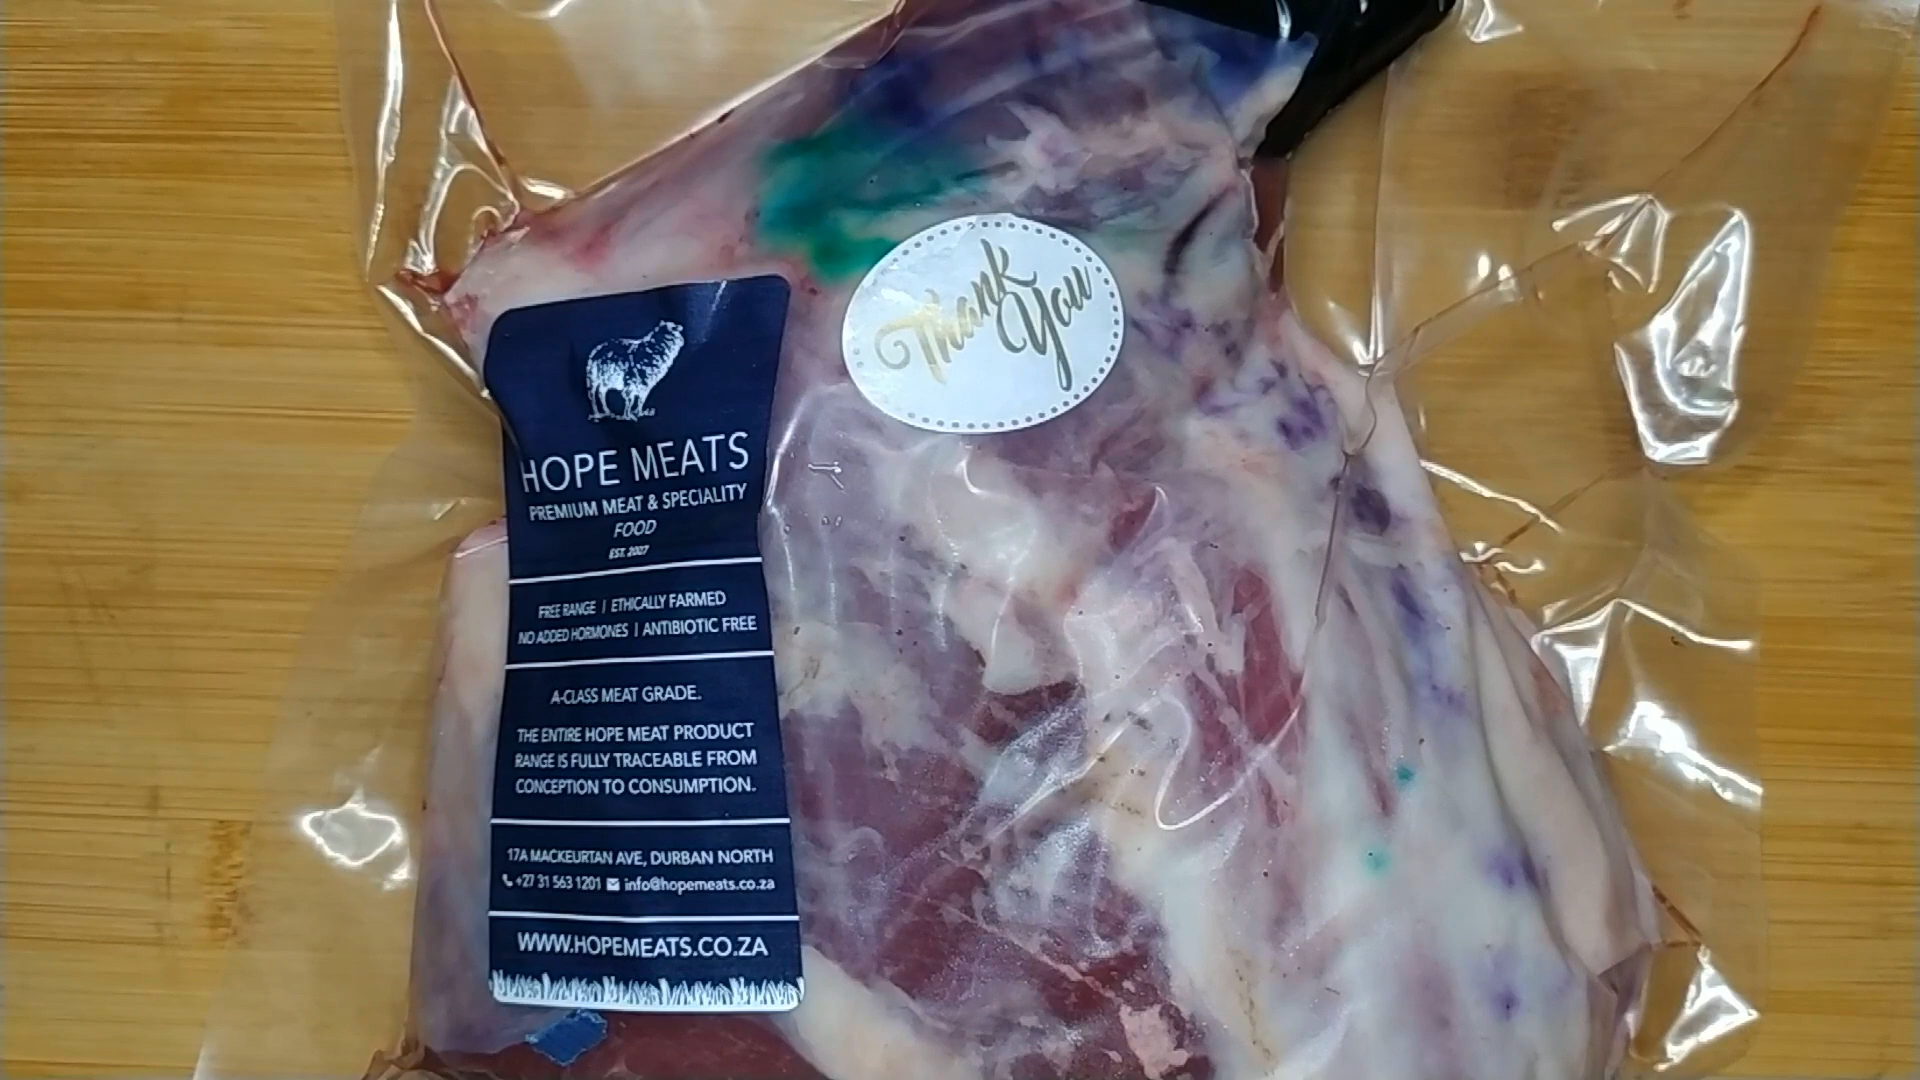 Thank
You
HOPE MEATS
PREMIUM MEAT & SPECIALITY
FOOD
EST. 2007
FREE RANGE | ETHICALLY FARMED
NO ADDED HORMONES | ANTIBIOTIC FREE
A-CLASS MEAT GRADE.
THE ENTIRE HOPE MEAT PRODUCT
RANGE IS FULLY TRACEABLE FROM
CONCEPTION TO CONSUMPTION.
17A MACKEURTAN AVE, DURBAN NORTH
+27 31 563 1201 info@hopemeats.co.za
WWW.HOPEMEATS.CO.ZA